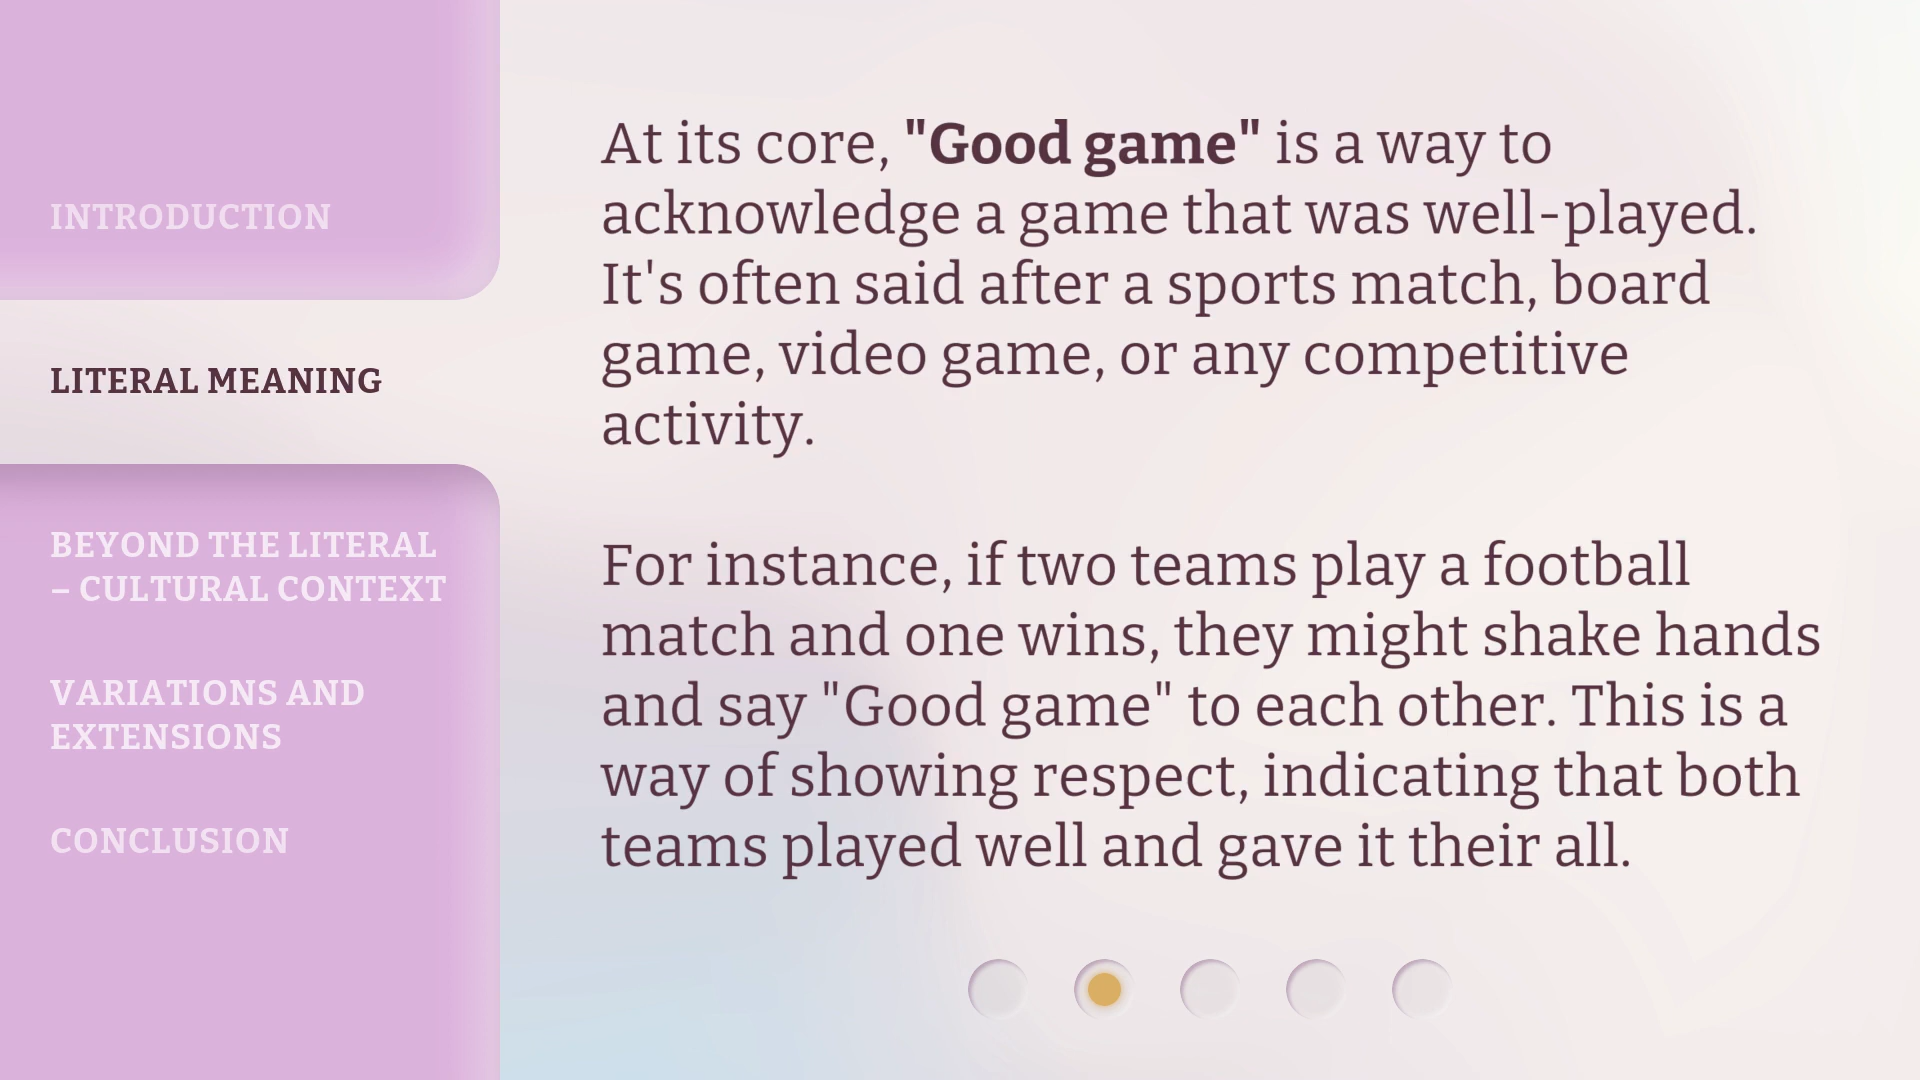 INTRODUCTION
LITERAL MEANING
BEYOND THE LITERAL
– CULTURAL CONTEXT
VARIATIONS AND
EXTENSIONS
CONCLUSION
At its core, "Good game" is a way to
acknowledge a game that was well-played.
It's often said after a sports match, board
game, video game, or any competitive
activity.
For instance, if two teams play a football
match and one wins, they might shake hands
and say "Good game" to each other. This is a
way of showing respect, indicating that both
teams played well and gave it their all.